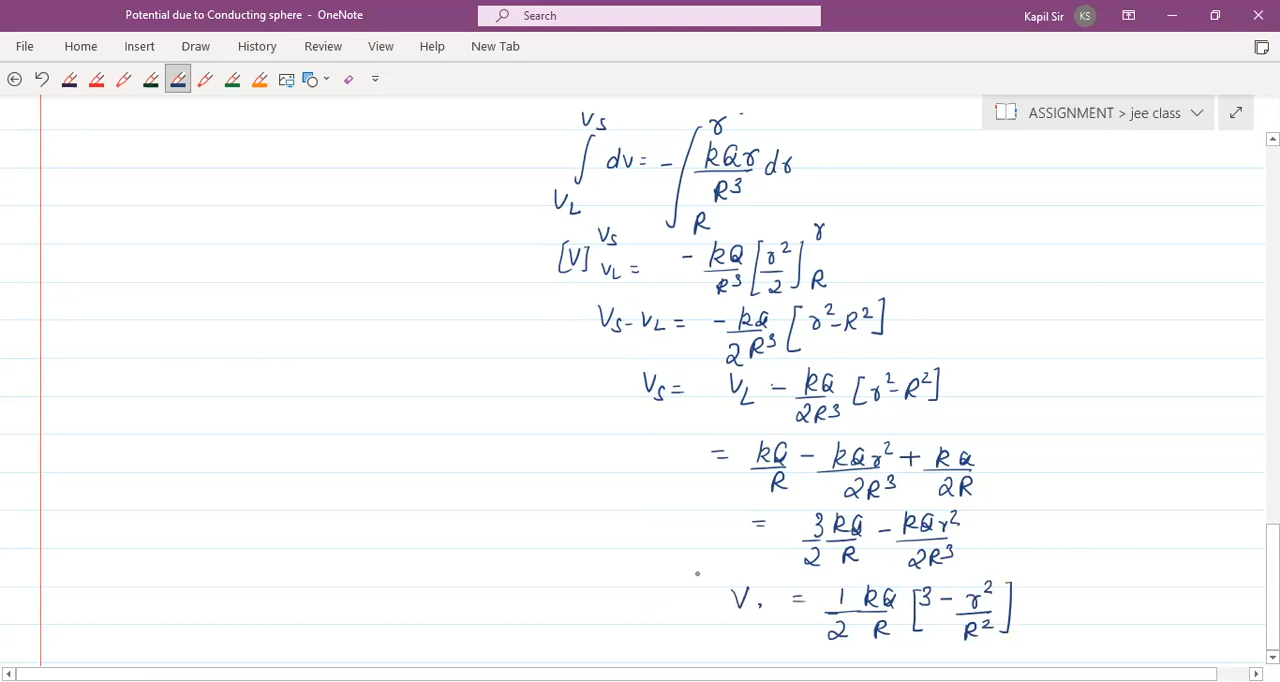 Potential due to Conducting sphere - OneNote
Search
Kapil Sir KS
File Home Insert Draw History Review View Help New Tab
ASSIGNMENT > jee class
∫_{V_L}^{V_S} dv = - ∫_R^r kQr/R³ dr
[V]_{V_L}^{V_S} = - kQ/R³ [r²/2]_R^r
V_S - V_L = - kQ/2R³ [r² - R²]
V_S = V_L - kQ/2R³ [r² - R²]
= kQ/R - kQr²/2R³ + kQ/2R
= 3/2 kQ/R - kQr²/2R³
V. = 1/2 kQ/R [3 - r²/R²]